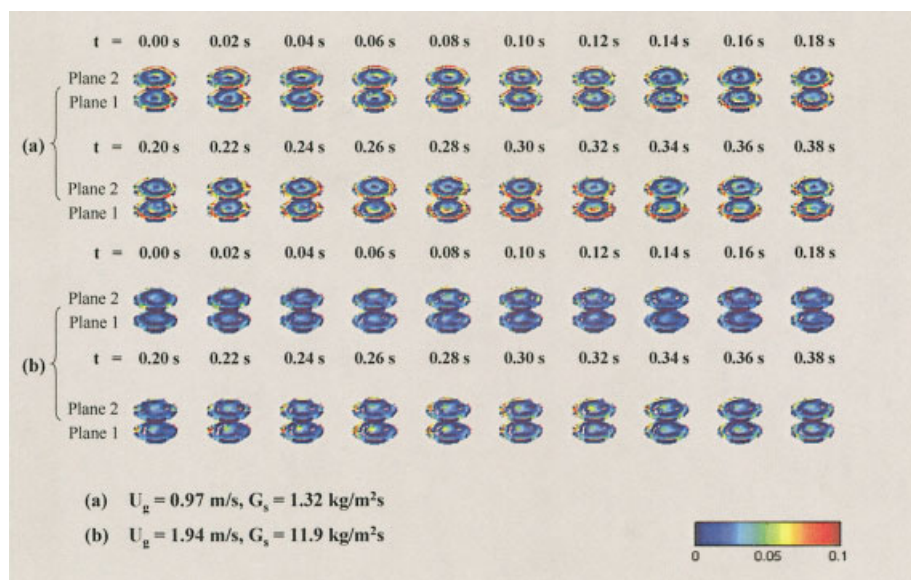 t = 0.00 s 0.02 s 0.04 s 0.06 s 0.08 s 0.10 s 0.12 s 0.14 s 0.16 s 0.18 s
Plane 2
Plane 1
(a) t = 0.20 s 0.22 s 0.24 s 0.26 s 0.28 s 0.30 s 0.32 s 0.34 s 0.36 s 0.38 s
Plane 2
Plane 1
t = 0.00 s 0.02 s 0.04 s 0.06 s 0.08 s 0.10 s 0.12 s 0.14 s 0.16 s 0.18 s
Plane 2
Plane 1
(b) t = 0.20 s 0.22 s 0.24 s 0.26 s 0.28 s 0.30 s 0.32 s 0.34 s 0.36 s 0.38 s
Plane 2
Plane 1
(a) U_g = 0.97 m/s, G_s = 1.32 kg/m²s
(b) U_g = 1.94 m/s, G_s = 11.9 kg/m²s
0 0.05 0.1